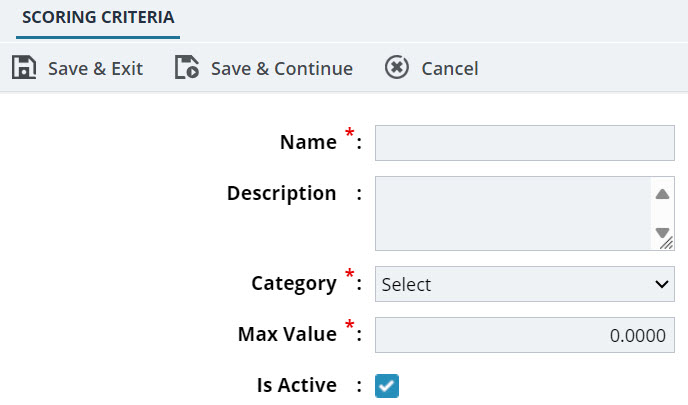 SCORING CRITERIA
Save & Exit Save & Continue Cancel
Name *:
Description :
Category *: Select
Max Value *: 0.0000
Is Active :